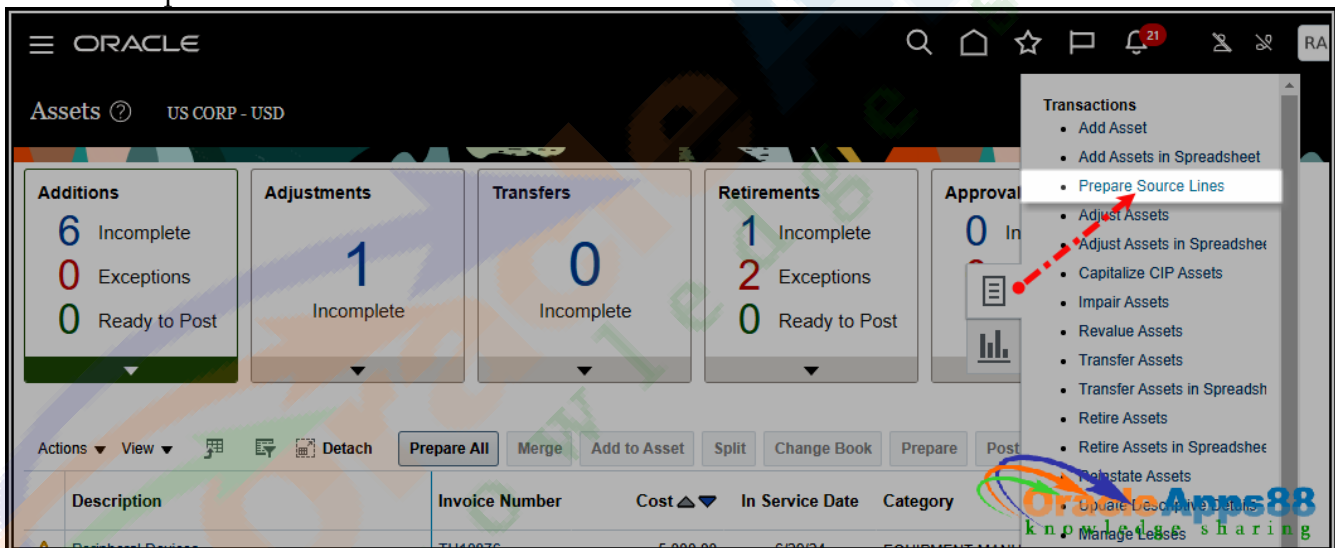 ORACLE
21
RA
Assets
US CORP - USD
Additions
6 Incomplete
0 Exceptions
0 Ready to Post
Adjustments
1
Incomplete
Transfers
0
Incomplete
Retirements
1 Incomplete
2 Exceptions
0 Ready to Post
Approval
0 In
Transactions
Add Asset
Add Assets in Spreadsheet
Prepare Source Lines
Adjust Assets
Adjust Assets in Spreadshee
Capitalize CIP Assets
Impair Assets
Revalue Assets
Transfer Assets
Transfer Assets in Spreadsh
Retire Assets
Retire Assets in Spreadshee
Reinstate Assets
Update Descriptive Details
Manage Leases
Actions View Detach Prepare All Merge Add to Asset Split Change Book Prepare Post
Description Invoice Number Cost In Service Date Category
OracleApps88
knowledge sharing